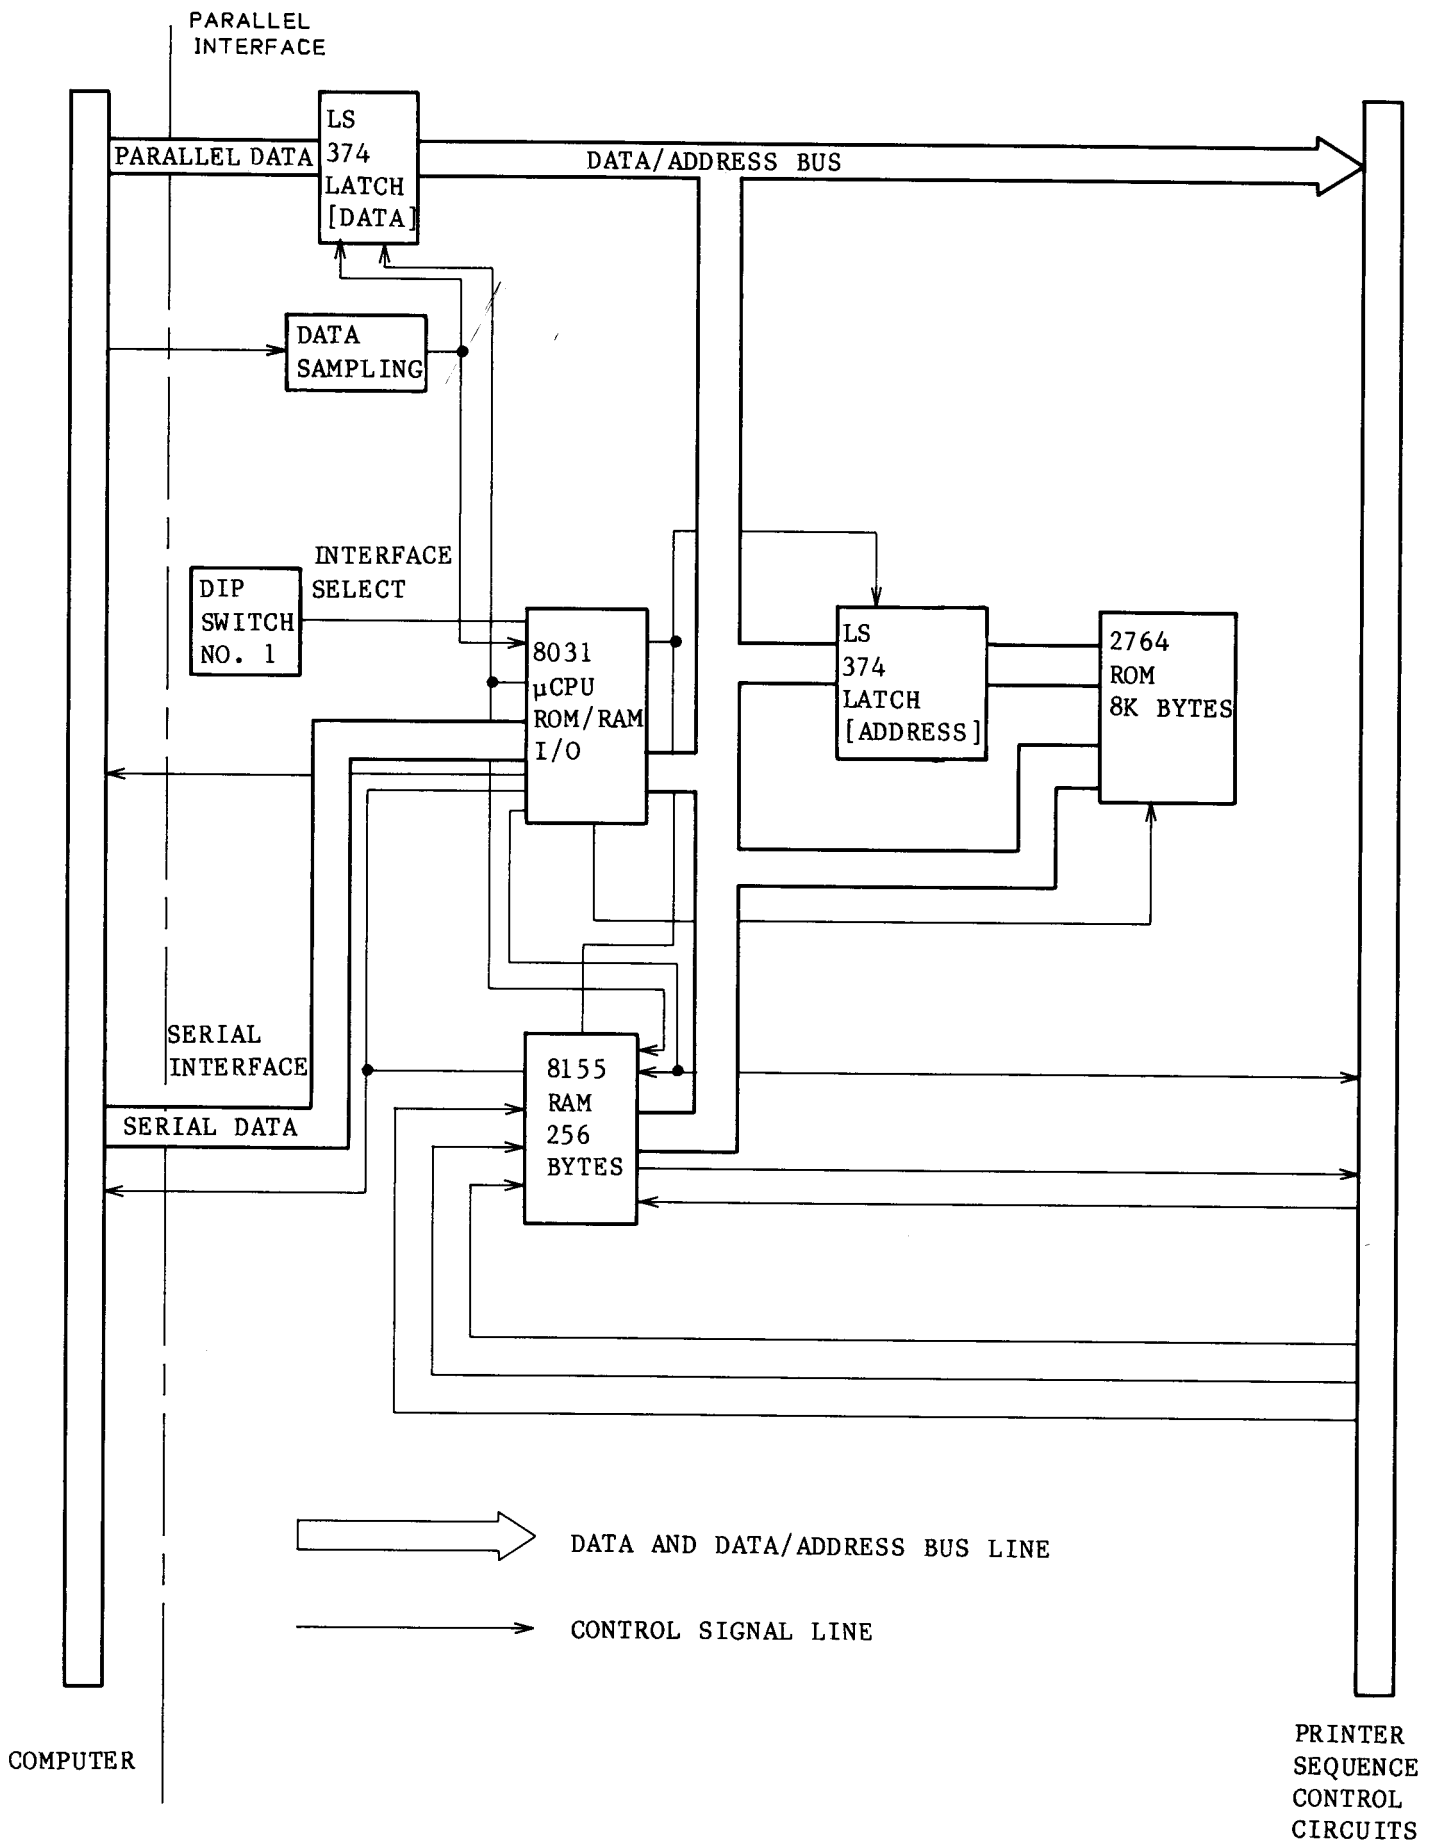 PARALLEL
INTERFACE
LS
374
LATCH
[DATA]
PARALLEL DATA
DATA/ADDRESS BUS
DATA
SAMPLING
INTERFACE
SELECT
DIP
SWITCH
NO. 1
8031
µCPU
ROM/RAM
I/O
LS
374
LATCH
[ADDRESS]
2764
ROM
8K BYTES
SERIAL
INTERFACE
SERIAL DATA
8155
RAM
256
BYTES
DATA AND DATA/ADDRESS BUS LINE
CONTROL SIGNAL LINE
COMPUTER
PRINTER
SEQUENCE
CONTROL
CIRCUITS